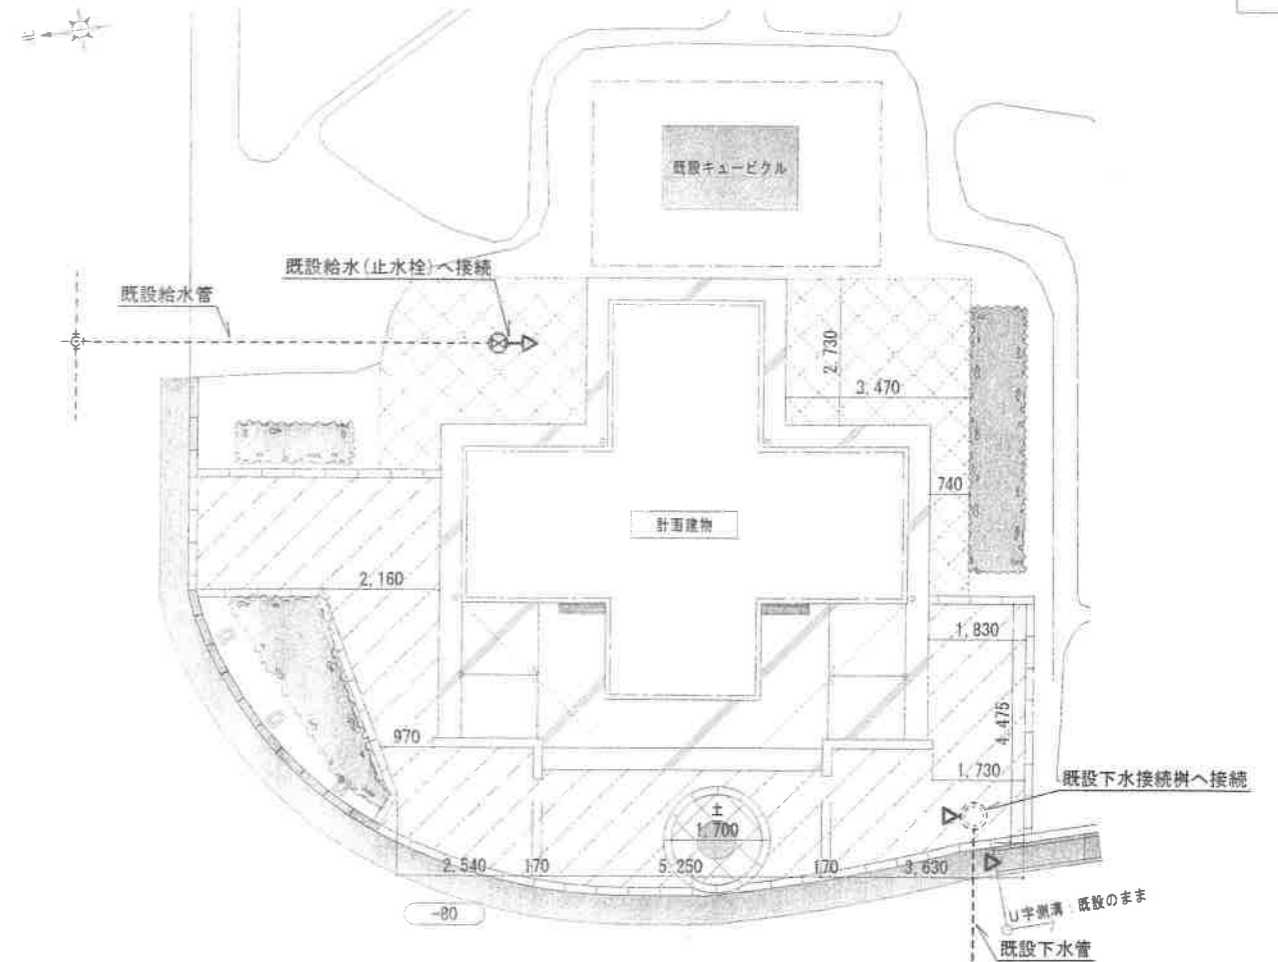 北
既設キュービクル
既設給水(止水栓)へ接続
既設給水管
2,730
3,470
740
計画建物
2,160
1,830
4,475
970
1,730
既設下水接続桝へ接続
土
1,700
2,540
170
5,250
170
3,630
-80
U字側溝:既設のまま
既設下水管